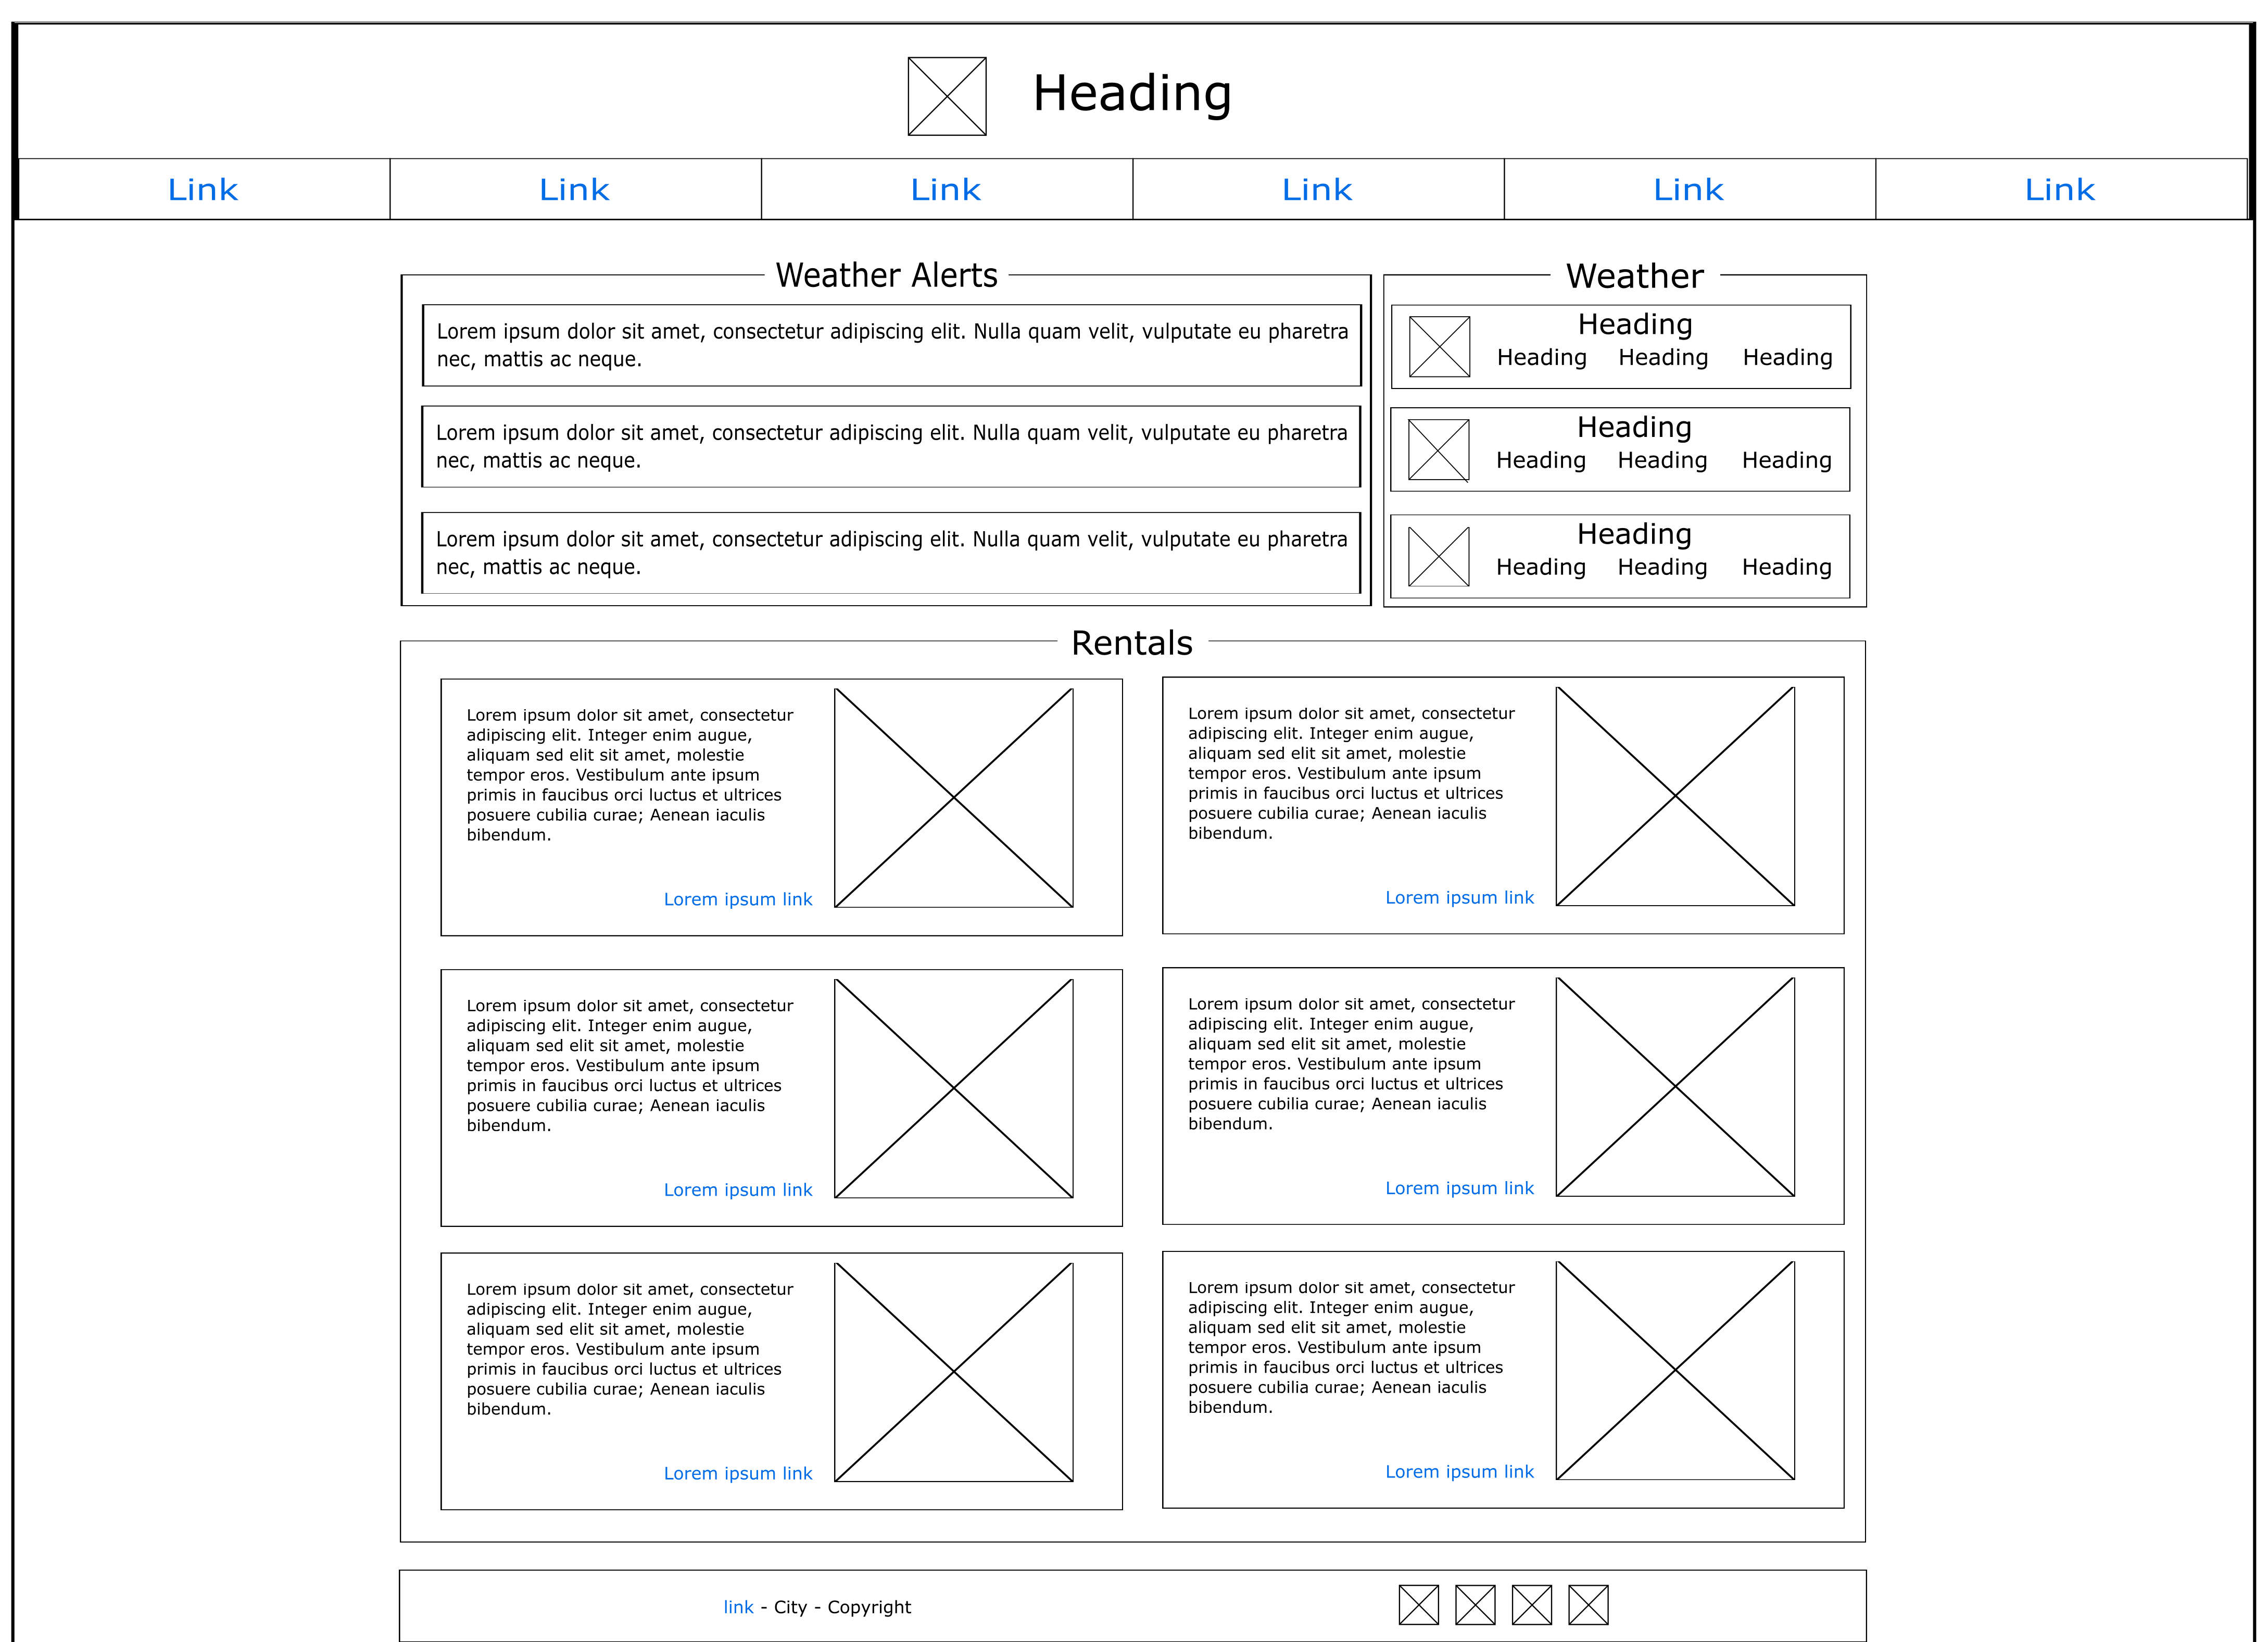 Heading
Link Link Link Link Link Link
Weather Alerts
Lorem ipsum dolor sit amet, consectetur adipiscing elit. Nulla quam velit, vulputate eu pharetra
nec, mattis ac neque.
Lorem ipsum dolor sit amet, consectetur adipiscing elit. Nulla quam velit, vulputate eu pharetra
nec, mattis ac neque.
Lorem ipsum dolor sit amet, consectetur adipiscing elit. Nulla quam velit, vulputate eu pharetra
nec, mattis ac neque.
Weather
Heading
Heading Heading Heading
Heading
Heading Heading Heading
Heading
Heading Heading Heading
Rentals
Lorem ipsum dolor sit amet, consectetur
adipiscing elit. Integer enim augue,
aliquam sed elit sit amet, molestie
tempor eros. Vestibulum ante ipsum
primis in faucibus orci luctus et ultrices
posuere cubilia curae; Aenean iaculis
bibendum.
Lorem ipsum link
Lorem ipsum dolor sit amet, consectetur
adipiscing elit. Integer enim augue,
aliquam sed elit sit amet, molestie
tempor eros. Vestibulum ante ipsum
primis in faucibus orci luctus et ultrices
posuere cubilia curae; Aenean iaculis
bibendum.
Lorem ipsum link
Lorem ipsum dolor sit amet, consectetur
adipiscing elit. Integer enim augue,
aliquam sed elit sit amet, molestie
tempor eros. Vestibulum ante ipsum
primis in faucibus orci luctus et ultrices
posuere cubilia curae; Aenean iaculis
bibendum.
Lorem ipsum link
Lorem ipsum dolor sit amet, consectetur
adipiscing elit. Integer enim augue,
aliquam sed elit sit amet, molestie
tempor eros. Vestibulum ante ipsum
primis in faucibus orci luctus et ultrices
posuere cubilia curae; Aenean iaculis
bibendum.
Lorem ipsum link
Lorem ipsum dolor sit amet, consectetur
adipiscing elit. Integer enim augue,
aliquam sed elit sit amet, molestie
tempor eros. Vestibulum ante ipsum
primis in faucibus orci luctus et ultrices
posuere cubilia curae; Aenean iaculis
bibendum.
Lorem ipsum link
Lorem ipsum dolor sit amet, consectetur
adipiscing elit. Integer enim augue,
aliquam sed elit sit amet, molestie
tempor eros. Vestibulum ante ipsum
primis in faucibus orci luctus et ultrices
posuere cubilia curae; Aenean iaculis
bibendum.
Lorem ipsum link
link - City - Copyright